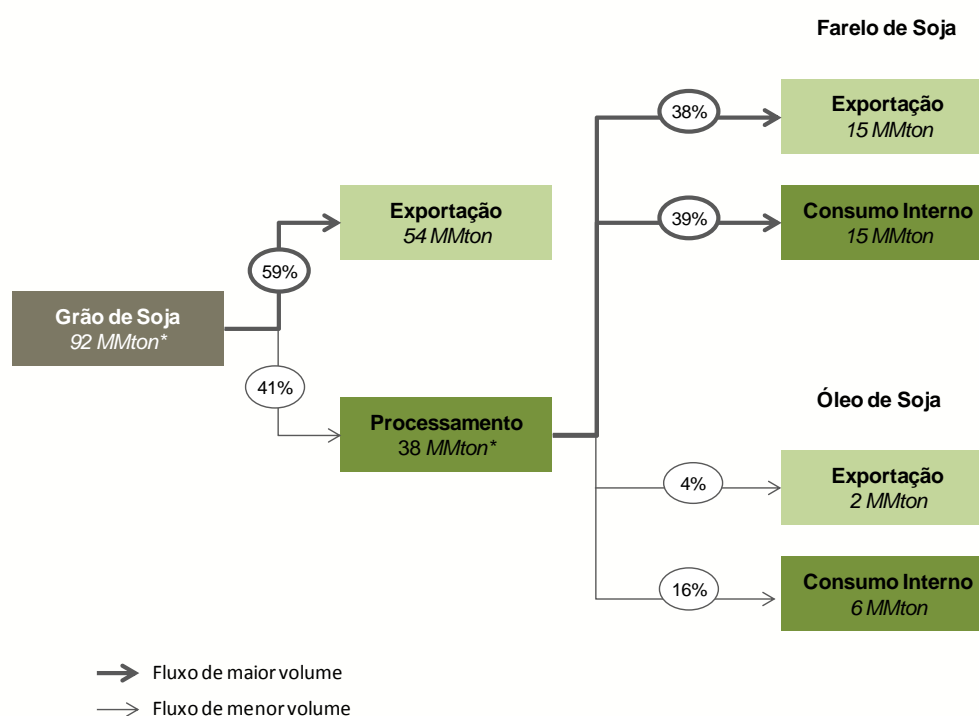 Farelo de Soja
38%
Exportação
15 MMton
39%
Consumo Interno
15 MMton
Exportação
54 MMton
59%
Grão de Soja
92 MMton*
41%
Processamento
38 MMton*
Óleo de Soja
4%
Exportação
2 MMton
16%
Consumo Interno
6 MMton
Fluxo de maior volume
Fluxo de menor volume